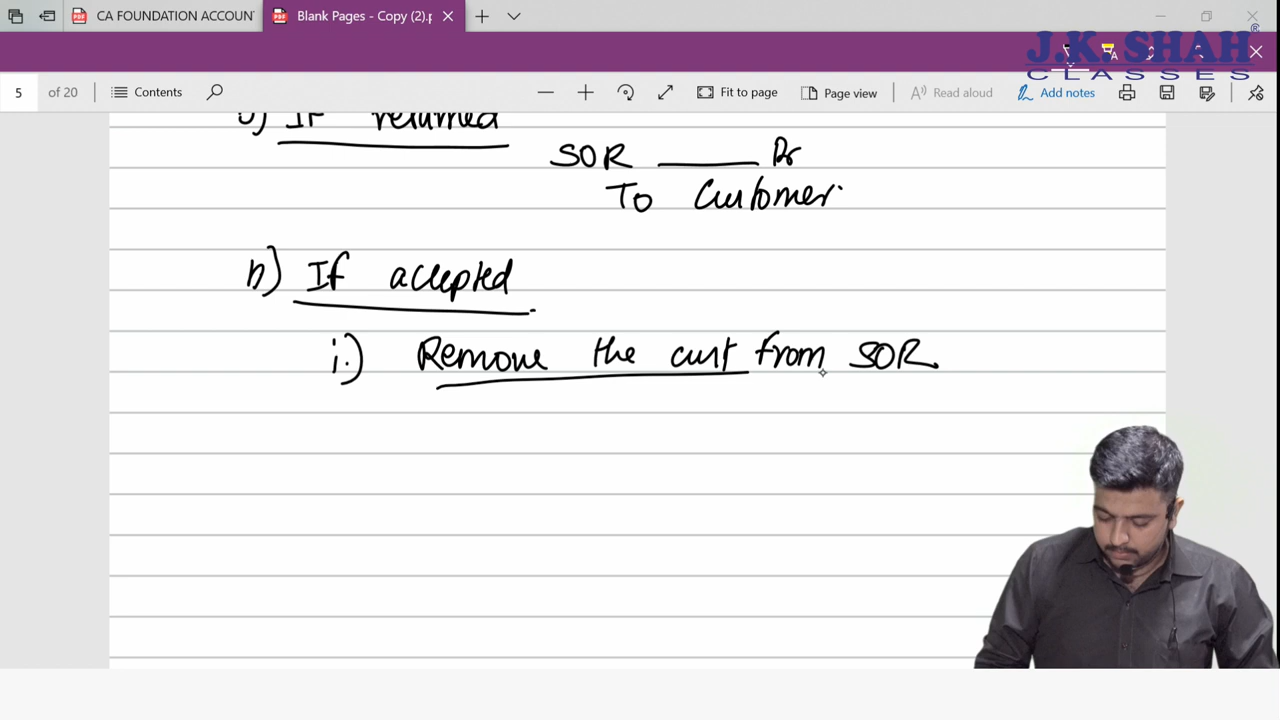 CA FOUNDATION ACCOUN
Blank Pages - Copy (2).p
J.K. SHAH®
CLASSES
5 of 20 Contents Fit to page Page view Read aloud Add notes
If returned
SOR ______ Dr
To Customer
b) If accepted
i.) Remove the cust from SOR.